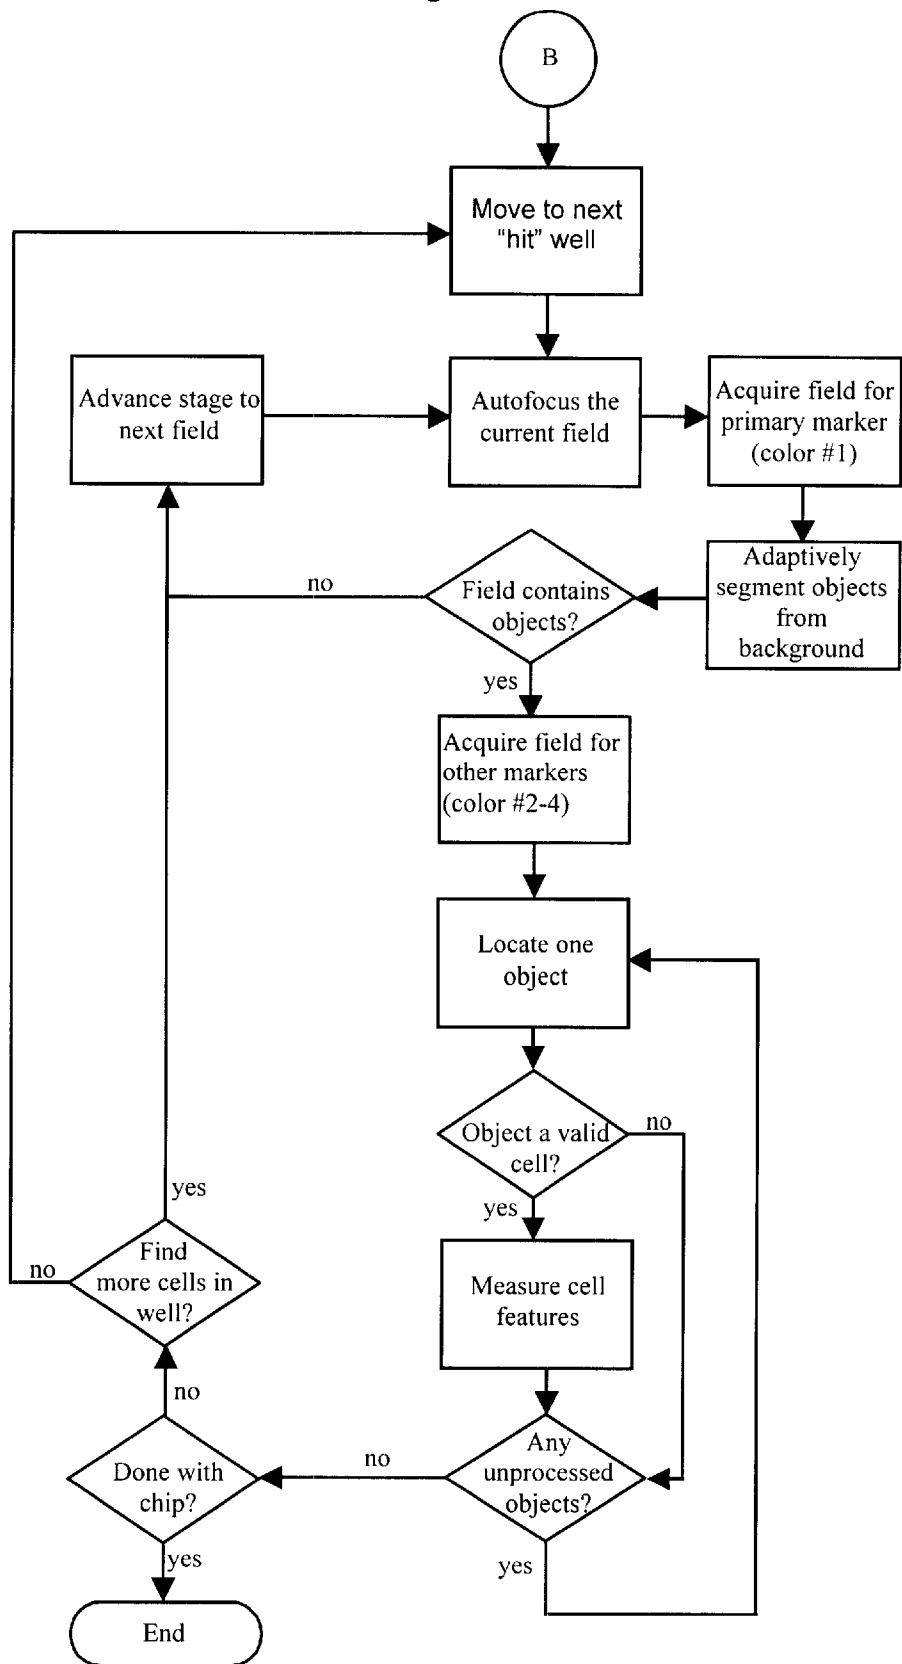 B
Move to next
"hit" well
Advance stage to
next field
Autofocus the
current field
Acquire field for
primary marker
(color #1)
Adaptively
segment objects
from
background
Field contains
objects?
no
yes
Acquire field for
other markers
(color #2-4)
Locate one
object
Object a valid
cell?
no
yes
Measure cell
features
Any
unprocessed
objects?
no
yes
Done with
chip?
no
yes
Find
more cells in
well?
yes
no
End